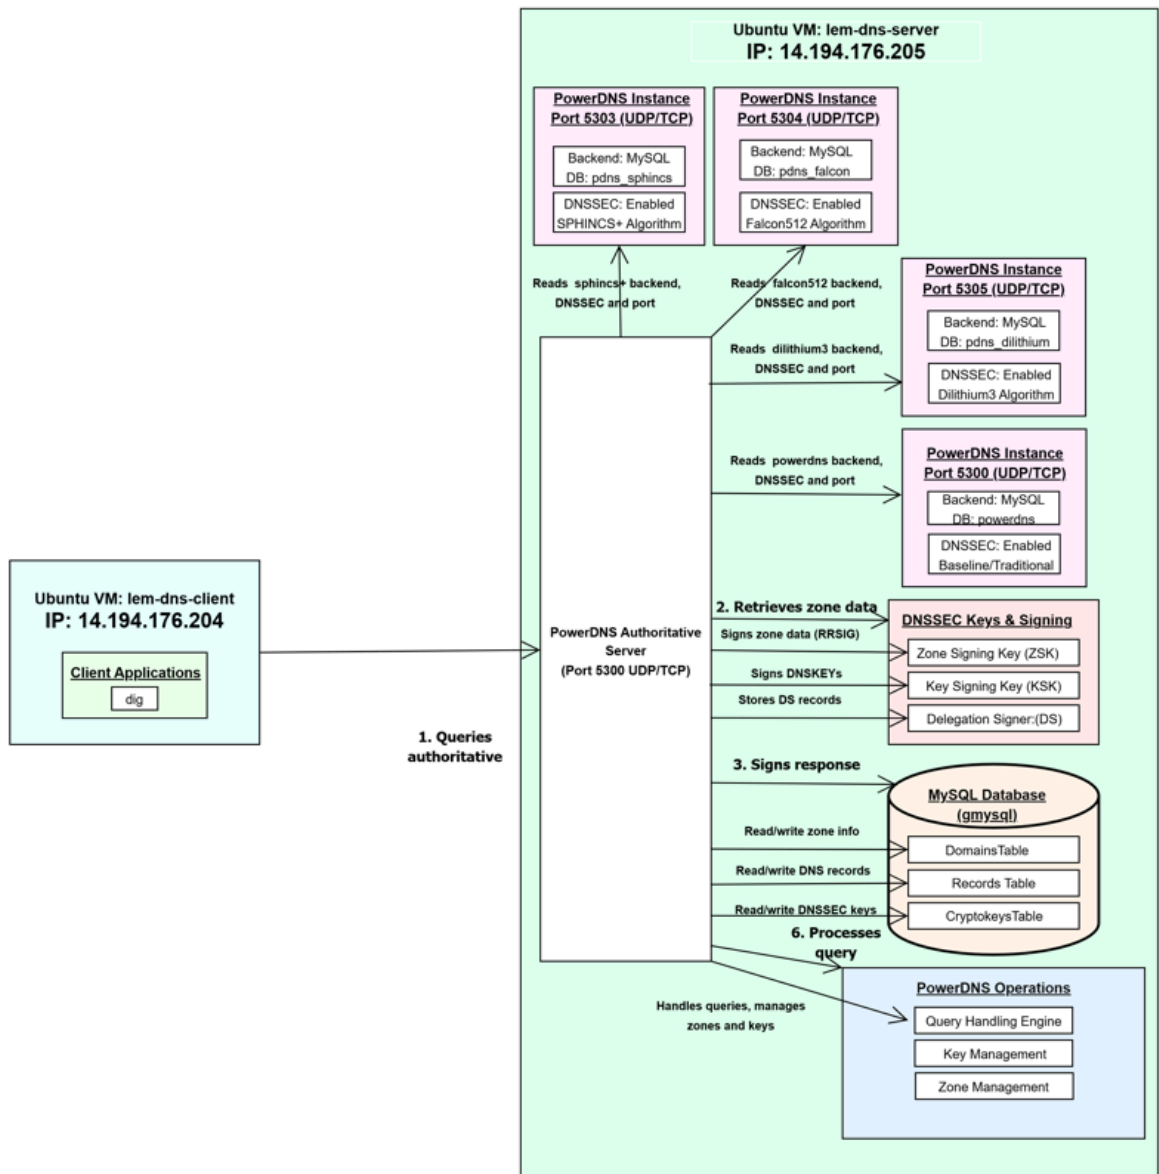 Ubuntu VM: lem-dns-server
IP: 14.194.176.205
PowerDNS Instance
Port 5303 (UDP/TCP)
Backend: MySQL
DB: pdns_sphincs
DNSSEC: Enabled
SPHINCS+ Algorithm
PowerDNS Instance
Port 5304 (UDP/TCP)
Backend: MySQL
DB: pdns_falcon
DNSSEC: Enabled
Falcon512 Algorithm
Reads sphincs+ backend,
DNSSEC and port
Reads falcon512 backend,
DNSSEC and port
PowerDNS Instance
Port 5305 (UDP/TCP)
Backend: MySQL
DB: pdns_dilithium
DNSSEC: Enabled
Dilithium3 Algorithm
Reads dilithium3 backend,
DNSSEC and port
PowerDNS Instance
Port 5300 (UDP/TCP)
Backend: MySQL
DB: powerdns
DNSSEC: Enabled
Baseline/Traditional
Reads powerdns backend,
DNSSEC and port
Ubuntu VM: lem-dns-client
IP: 14.194.176.204
Client Applications
dig
1. Queries
authoritative
PowerDNS Authoritative
Server
(Port 5300 UDP/TCP)
2. Retrieves zone data
Signs zone data (RRSIG)
Signs DNSKEYs
Stores DS records
DNSSEC Keys & Signing
Zone Signing Key (ZSK)
Key Signing Key (KSK)
Delegation Signer:(DS)
3. Signs response
Read/write zone info
Read/write DNS records
Read/write DNSSEC keys
MySQL Database
(gmysql)
DomainsTable
Records Table
CryptokeysTable
6. Processes
query
Handles queries, manages
zones and keys
PowerDNS Operations
Query Handling Engine
Key Management
Zone Management